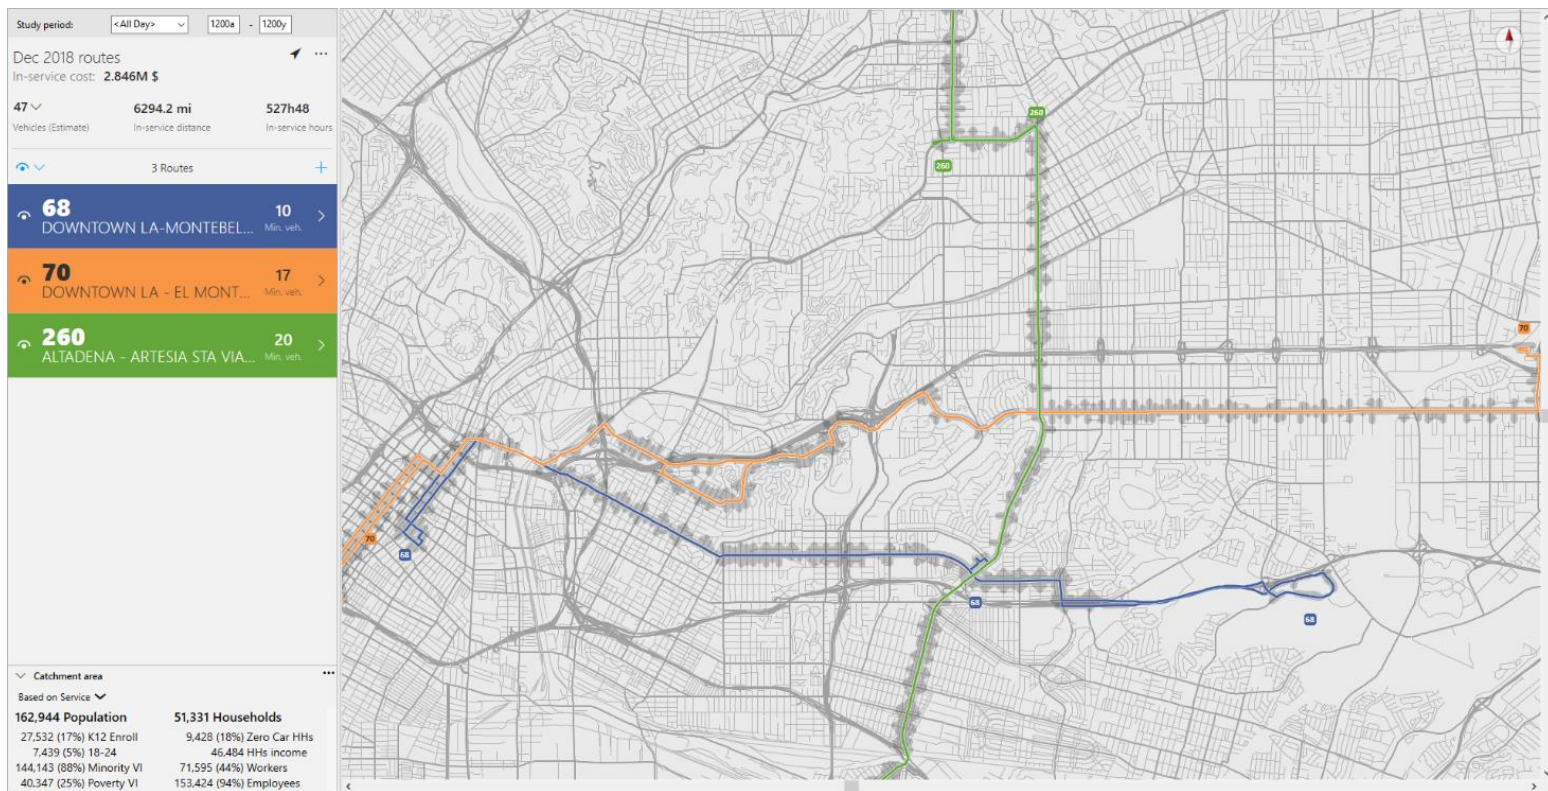 Study period: <All Day> 1200a - 1200y
Dec 2018 routes
In-service cost: 2.846M $
47 6294.2 mi 527h48
Vehicles (Estimate) In-service distance In-service hours
3 Routes
68 10
DOWNTOWN LA-MONTEBEL... Min. veh.
70 17
DOWNTOWN LA - EL MONT... Min. veh.
260 20
ALTADENA - ARTESIA STA VIA... Min. veh.
Catchment area
Based on Service
162,944 Population 51,331 Households
27,532 (17%) K12 Enroll 9,428 (18%) Zero Car HHs
7,439 (5%) 18-24 46,484 HHs income
144,143 (88%) Minority VI 71,595 (44%) Workers
40,347 (25%) Poverty VI 153,424 (94%) Employees
260
260
70
70
68
68
68